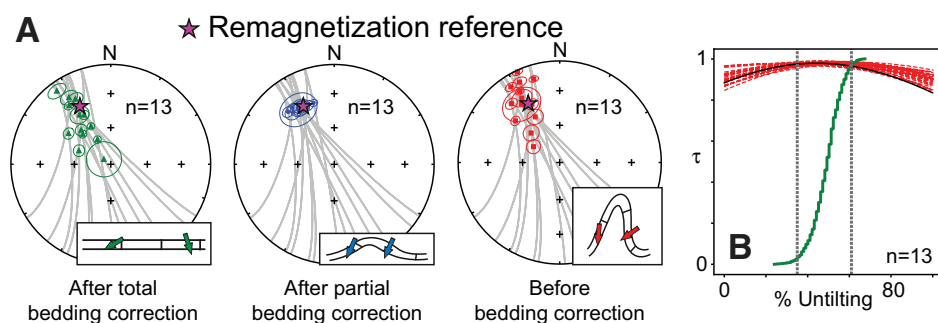 A
★ Remagnetization reference
N
n=13
After total
bedding correction
N
n=13
After partial
bedding correction
N
n=13
Before
bedding correction
B
1
τ
0
n=13
0
80
% Untilting